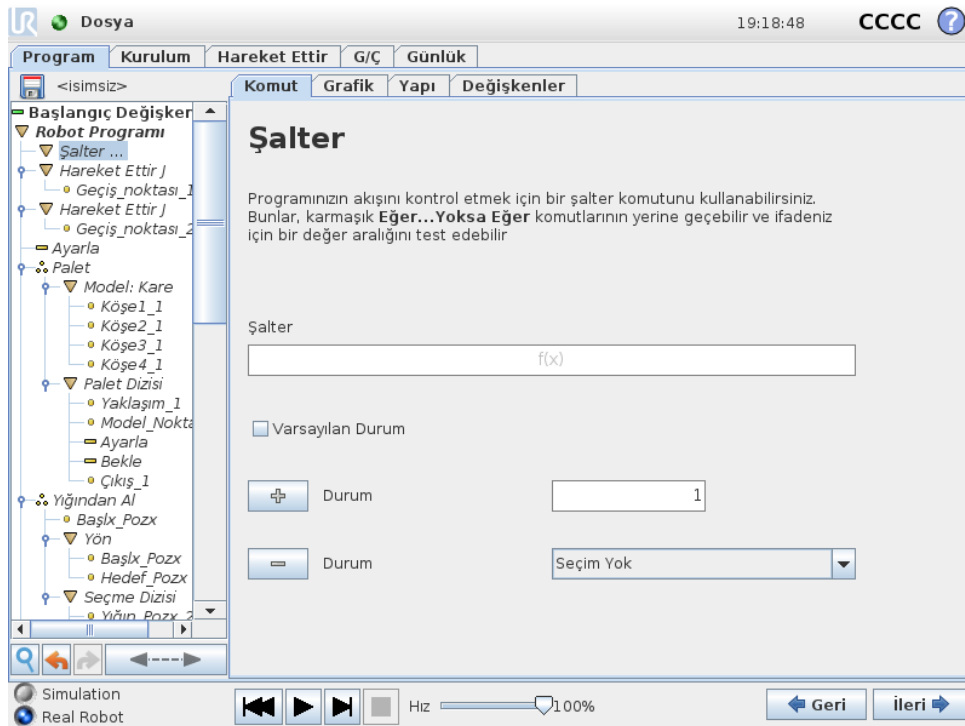 UR Dosya 19:18:48 CCCC ?
Program Kurulum Hareket Ettir G/Ç Günlük
<isimsiz> Komut Grafik Yapı Değişkenler
Başlangıç Değişker
Robot Programı
Şalter ...
Hareket Ettir J
Geçiş_noktası_1
Hareket Ettir J
Geçiş_noktası_2
Ayarla
Palet
Model: Kare
Köşe1_1
Köşe2_1
Köşe3_1
Köşe4_1
Palet Dizisi
Yaklaşım_1
Model_Nokta
Ayarla
Bekle
Çıkış_1
Yığından Al
Başlx_Pozx
Yön
Başlx_Pozx
Hedef_Pozx
Seçme Dizisi
Yığın_Pozx_2
Şalter
Programınızın akışını kontrol etmek için bir şalter komutunu kullanabilirsiniz.
Bunlar, karmaşık Eğer...Yoksa Eğer komutlarının yerine geçebilir ve ifadeniz
için bir değer aralığını test edebilir
Şalter
f(x)
Varsayılan Durum
Durum 1
Durum Seçim Yok
Simulation
Real Robot
Hız 100%
Geri İleri